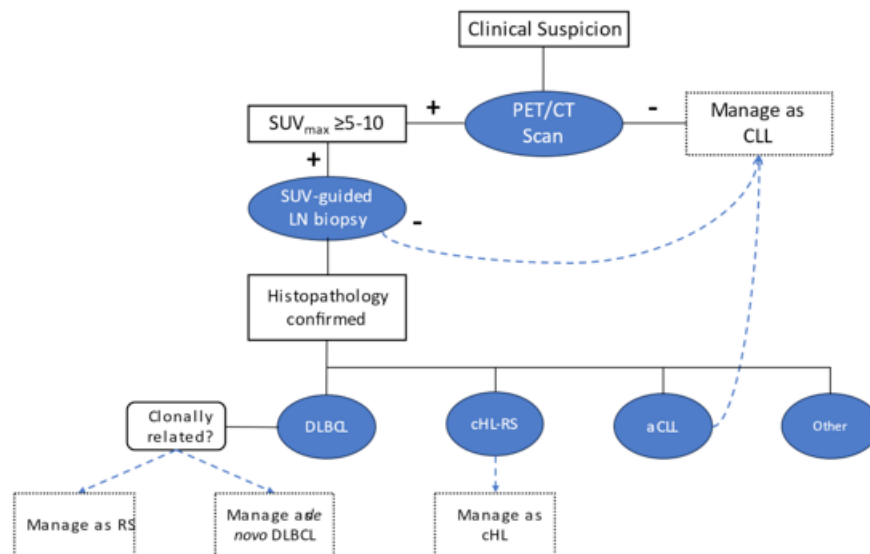 Clinical Suspicion
+
PET/CT
Scan
-
SUVmax ≥5-10
Manage as
CLL
+
SUV-guided
LN biopsy
-
Histopathology
confirmed
Clonally
related?
DLBCL
cHL-RS
aCLL
Other
Manage as RS
Manage as de
novo DLBCL
Manage as
cHL